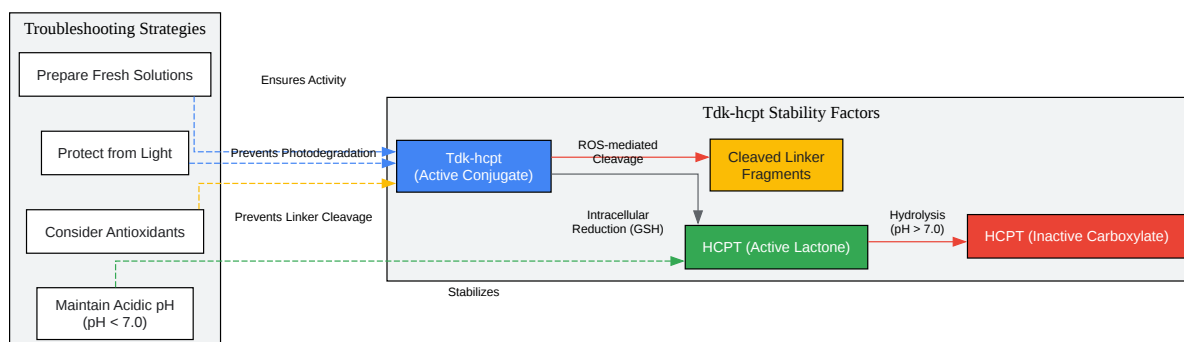 Troubleshooting Strategies
Prepare Fresh Solutions
Protect from Light
Consider Antioxidants
Maintain Acidic pH
(pH < 7.0)
Ensures Activity
Prevents Photodegradation
Prevents Linker Cleavage
Stabilizes
Tdk-hcpt Stability Factors
Tdk-hcpt
(Active Conjugate)
ROS-mediated
Cleavage
Cleaved Linker
Fragments
Intracellular
Reduction (GSH)
HCPT (Active Lactone)
Hydrolysis
(pH > 7.0)
HCPT (Inactive Carboxylate)